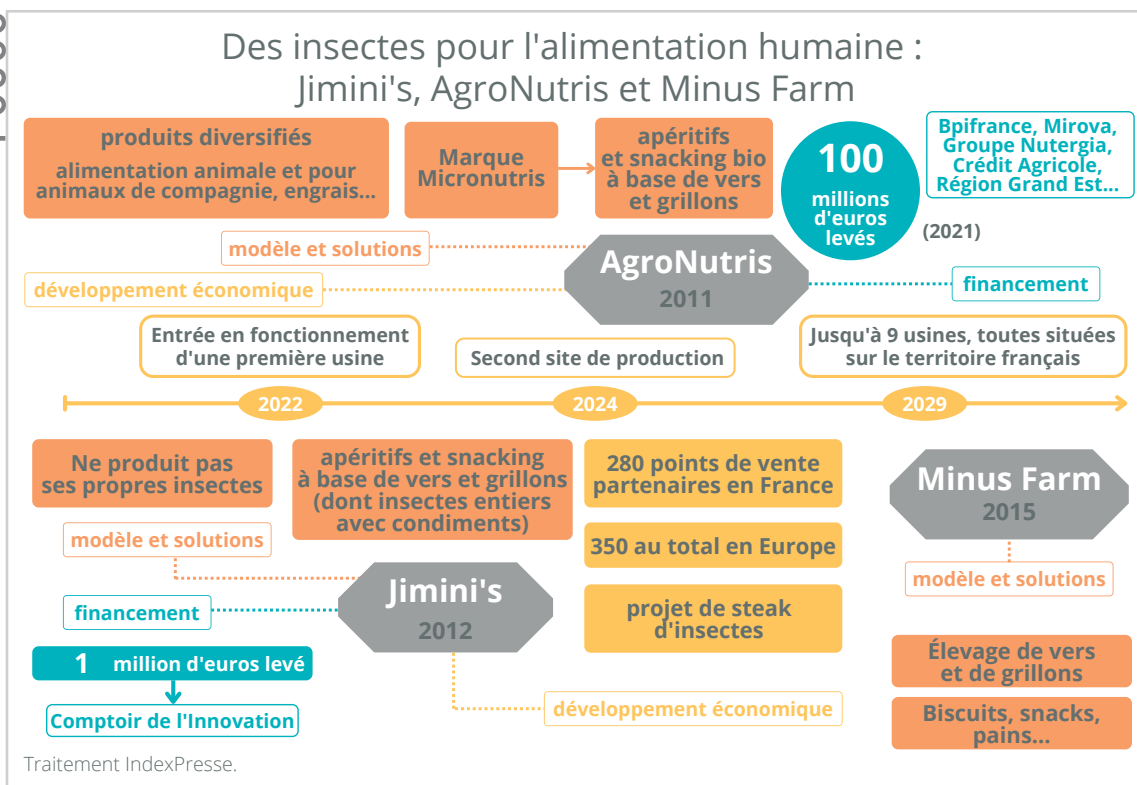 Des insectes pour l'alimentation humaine :
Jimini's, AgroNutris et Minus Farm
produits diversifiés
alimentation animale et pour
animaux de compagnie, engrais...
Marque
Micronutris
apéritifs
et snacking bio
à base de vers
et grillons
100
millions
d'euros
levés
Bpifrance, Mirova,
Groupe Nutergia,
Crédit Agricole,
Région Grand Est...
(2021)
modèle et solutions
AgroNutris
2011
développement économique
financement
Entrée en fonctionnement
d'une première usine
Second site de production
Jusqu'à 9 usines, toutes situées
sur le territoire français
2022
2024
2029
Ne produit pas
ses propres insectes
apéritifs et snacking
à base de vers et grillons
(dont insectes entiers
avec condiments)
280 points de vente
partenaires en France
350 au total en Europe
projet de steak
d'insectes
Minus Farm
2015
modèle et solutions
modèle et solutions
financement
Jimini's
2012
1 million d'euros levé
Comptoir de l'Innovation
développement économique
Élevage de vers
et de grillons
Biscuits, snacks,
pains...
Traitement IndexPresse.